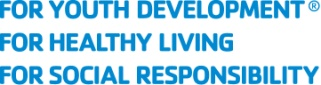 FOR YOUTH DEVELOPMENT®
FOR HEALTHY LIVING
FOR SOCIAL RESPONSIBILITY